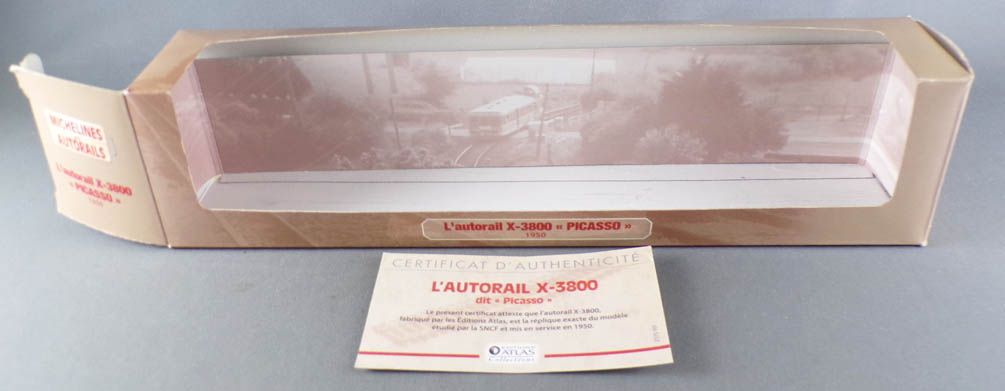 MICHELINES
AUTORAILS
L'autorail X-3800
« PICASSO »
1950
L'autorail X-3800 « PICASSO »
1950
CERTIFICAT D'AUTHENTICITÉ
L'AUTORAIL X-3800
dit « Picasso »
Le présent certificat atteste que l'autorail X-3800,
fabriqué par les Éditions Atlas, est la réplique exacte du modèle
étudié par la SNCF et mis en service en 1950.
EDITIONS
ATLAS
Collections